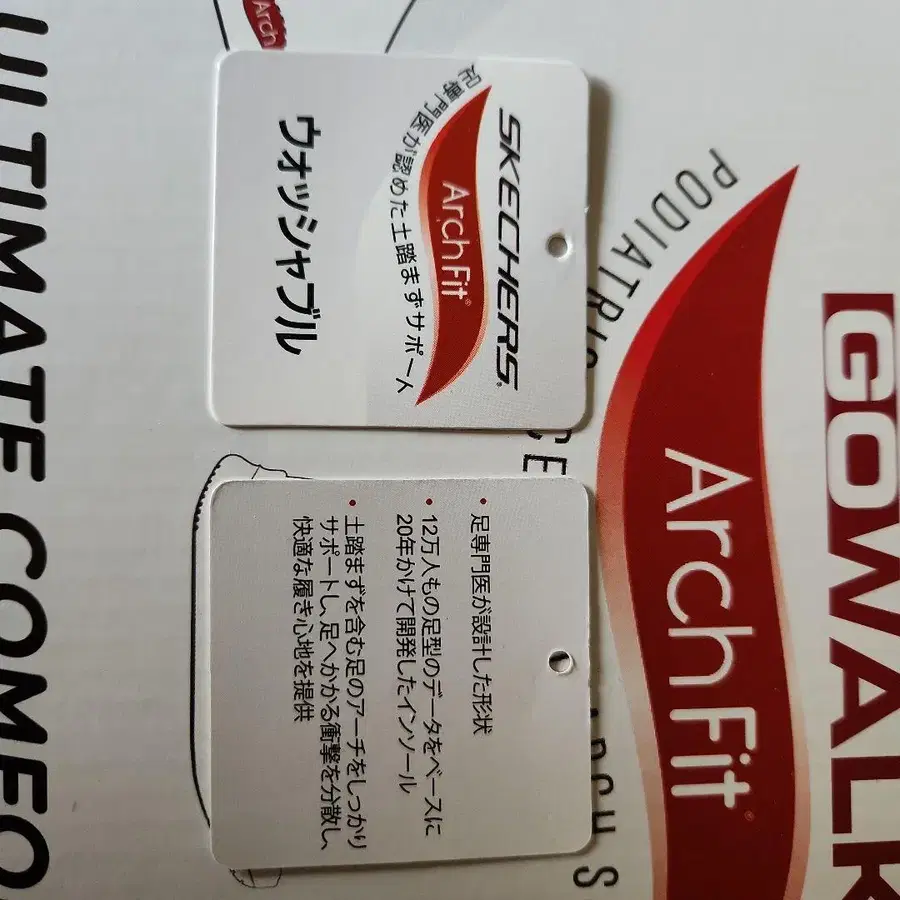 GOWALK
ArchFit®
PODIATRIS
CE
ARCH S
ULTIMATE COMFO
Arch
SKECHERS
ArchFit®
足専門医が認めた土踏まずサポート
ウォッシャブル
• 足専門医が設計した形状
• 12万人もの足型のデータをベースに
20年かけて開発したインソール
• 土踏まずを含む足のアーチをしっかり
サポートし、足へかかる衝撃を分散し、
快適な履き心地を提供